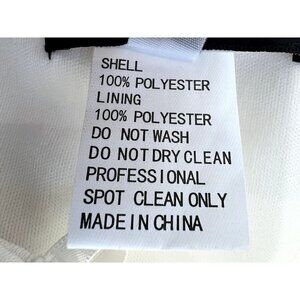 SHELL
100% POLYESTER
LINING
100% POLYESTER
DO NOT WASH
DO NOT DRY CLEAN
PROFESSIONAL
SPOT CLEAN ONLY
MADE IN CHINA